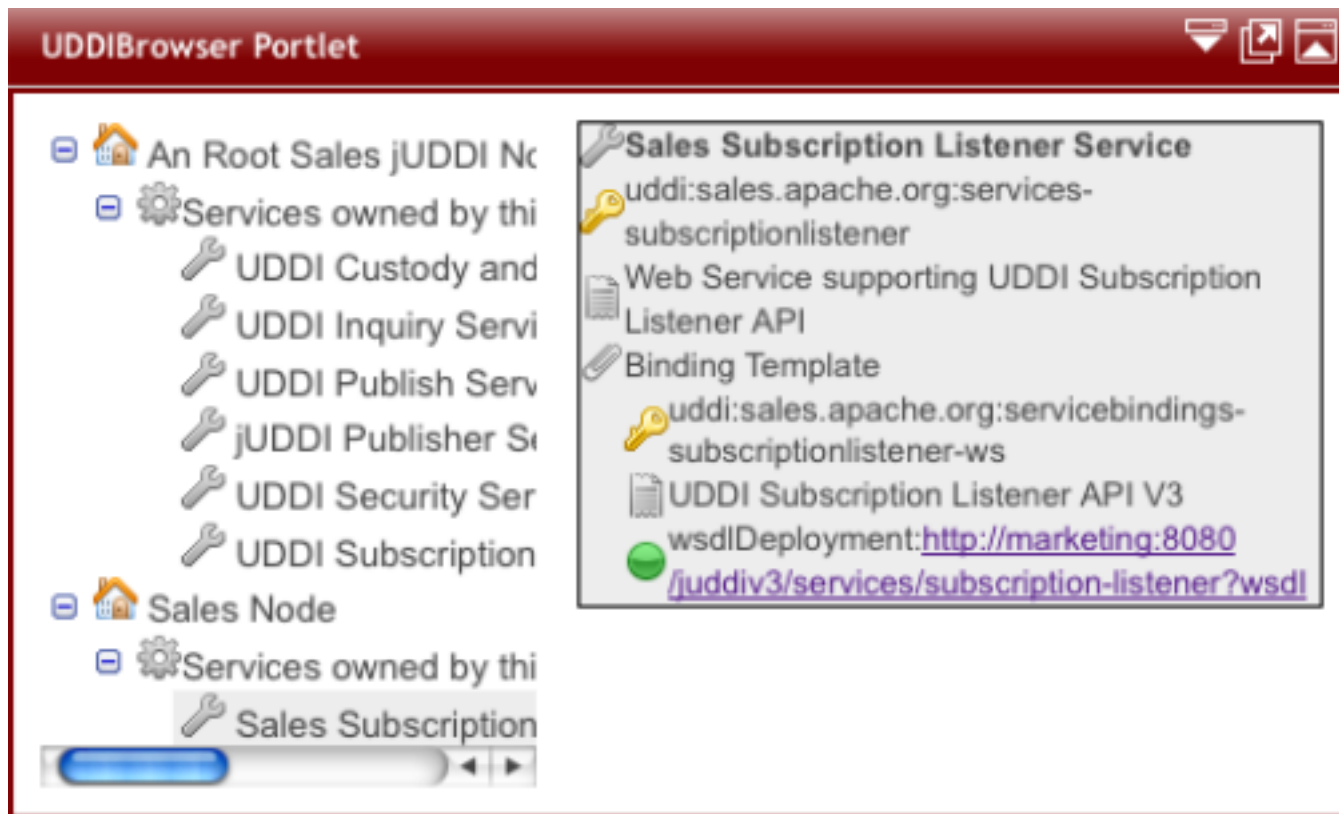 UDDIBrowser Portlet
An Root Sales jUDDI
Services owned by thi
UDDI Custody and
UDDI Inquiry Servi
UDDI Publish Serv
jUDDI Publisher Se
UDDI Security Ser
UDDI Subscription
Sales Node
Services owned by thi
Sales Subscription
Sales Subscription Listener Service
uddi:sales.apache.org:services-
subscriptionlistener
Web Service supporting UDDI Subscription
Listener API
Binding Template
uddi:sales.apache.org:servicebindings-
subscriptionlistener-ws
UDDI Subscription Listener API V3
wsdlDeployment:http://marketing:8080
/juddiv3/services/subscription-listener?wsdl